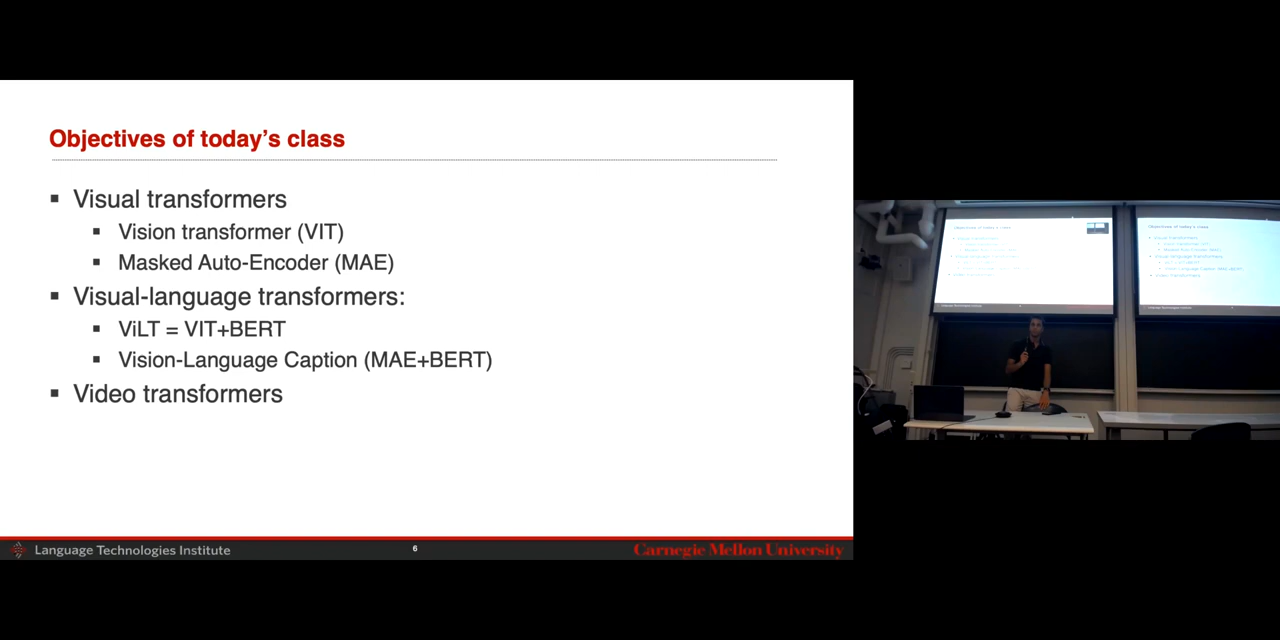 Objectives of today's class
▪ Visual transformers
▪ Vision transformer (VIT)
▪ Masked Auto-Encoder (MAE)
▪ Visual-language transformers:
▪ ViLT = VIT+BERT
▪ Vision-Language Caption (MAE+BERT)
▪ Video transformers
Language Technologies Institute
6
Carnegie Mellon University